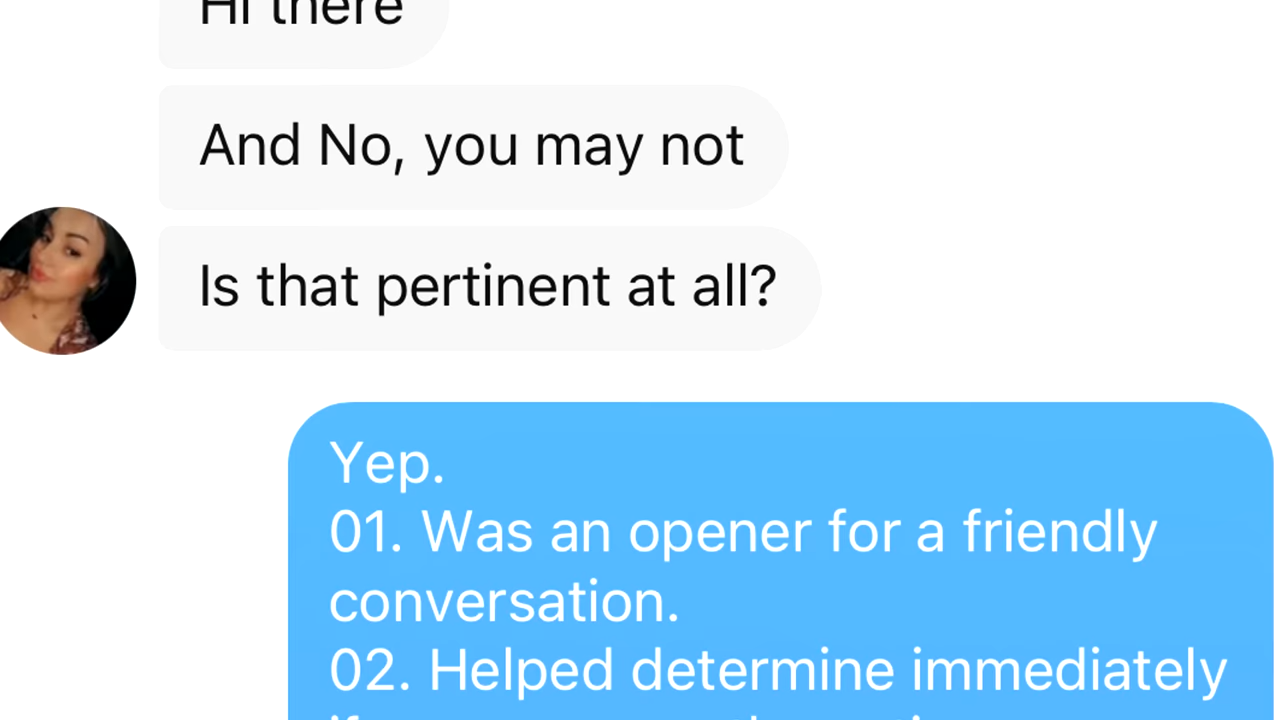 Hi there
And No, you may not
Is that pertinent at all?
Yep.
01. Was an opener for a friendly
conversation.
02. Helped determine immediately